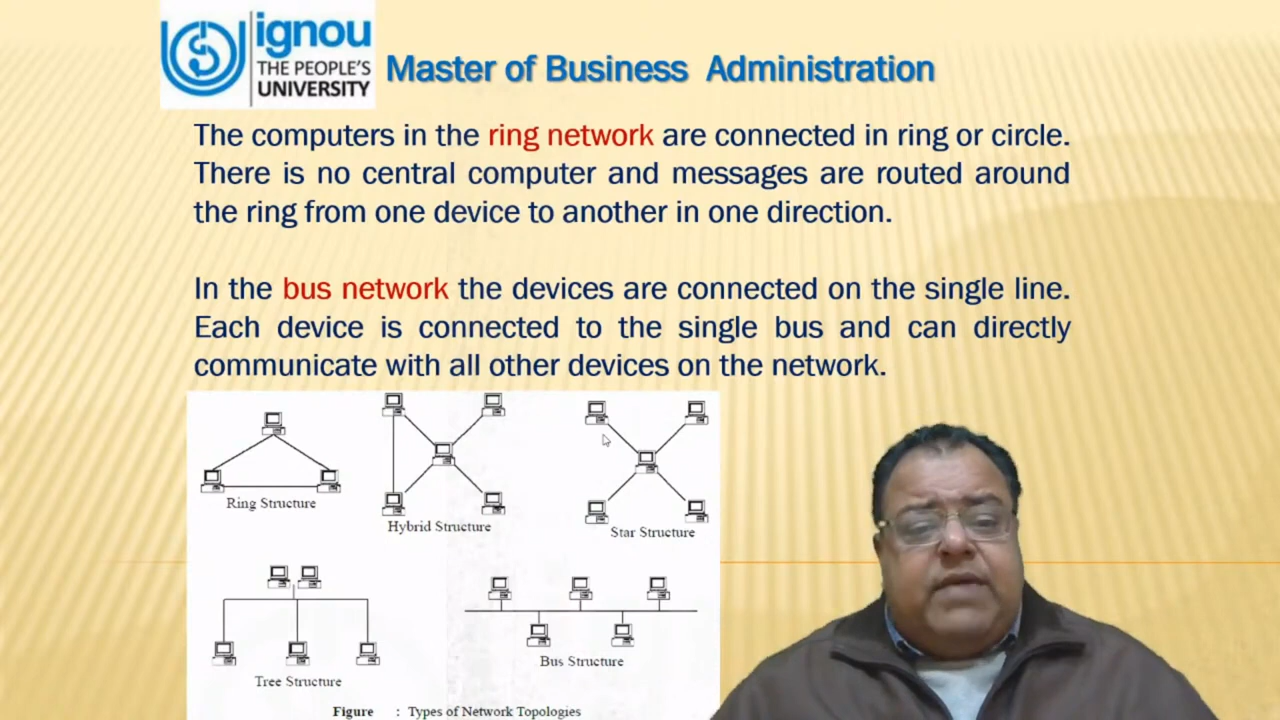 ignou
THE PEOPLE'S
UNIVERSITY
Master of Business Administration
The computers in the ring network are connected in ring or circle.
There is no central computer and messages are routed around
the ring from one device to another in one direction.
In the bus network the devices are connected on the single line.
Each device is connected to the single bus and can directly
communicate with all other devices on the network.
Ring Structure
Hybrid Structure
Star Structure
Tree Structure
Bus Structure
Figure : Types of Network Topologies